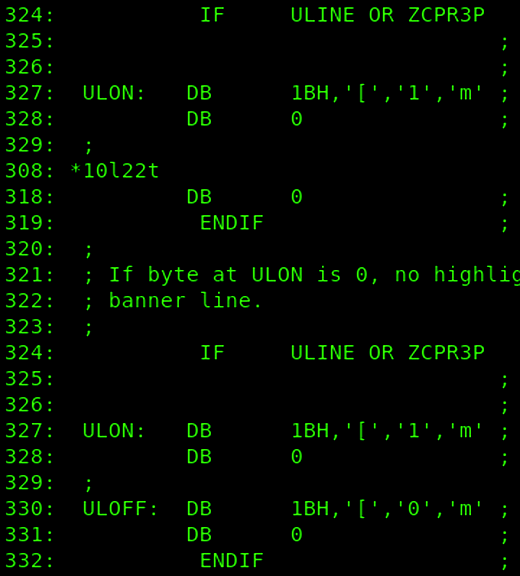 324:           IF     ULINE OR ZCPR3P
325:                                  ;
326:                                  ;
327:  ULON:   DB      1BH,'[','1','m' ;
328:          DB      0               ;
329:  ;
308: *10l22t
318:          DB      0               ;
319:           ENDIF                  ;
320:  ;
321:  ; If byte at ULON is 0, no highlig
322:  ; banner line.
323:  ;
324:           IF     ULINE OR ZCPR3P
325:                                  ;
326:                                  ;
327:  ULON:   DB      1BH,'[','1','m' ;
328:          DB      0               ;
329:  ;
330:  ULOFF:  DB      1BH,'[','0','m' ;
331:          DB      0               ;
332:           ENDIF                  ;